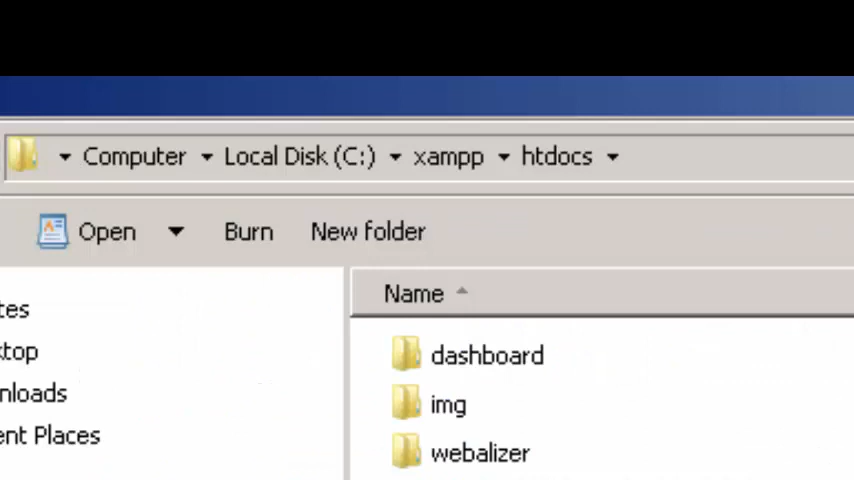 Computer Local Disk (C:) xampp htdocs
Open Burn New folder
Name
tes
ktop
nloads
ent Places
dashboard
img
webalizer